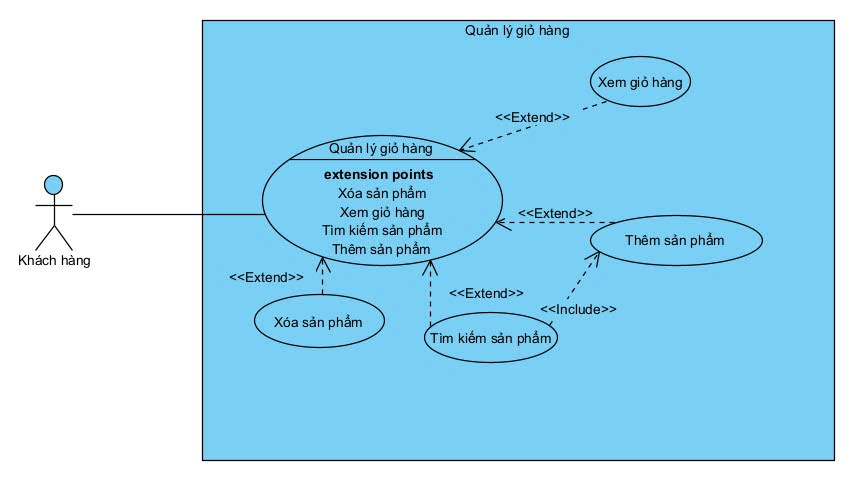 Quản lý giỏ hàng
Xem giỏ hàng
<<Extend>>
Quản lý giỏ hàng
extension points
Xóa sản phẩm
Xem giỏ hàng
Tìm kiếm sản phẩm
Thêm sản phẩm
<<Extend>>
Thêm sản phẩm
Khách hàng
<<Extend>>
<<Extend>>
<<Include>>
Xóa sản phẩm
Tìm kiếm sản phẩm